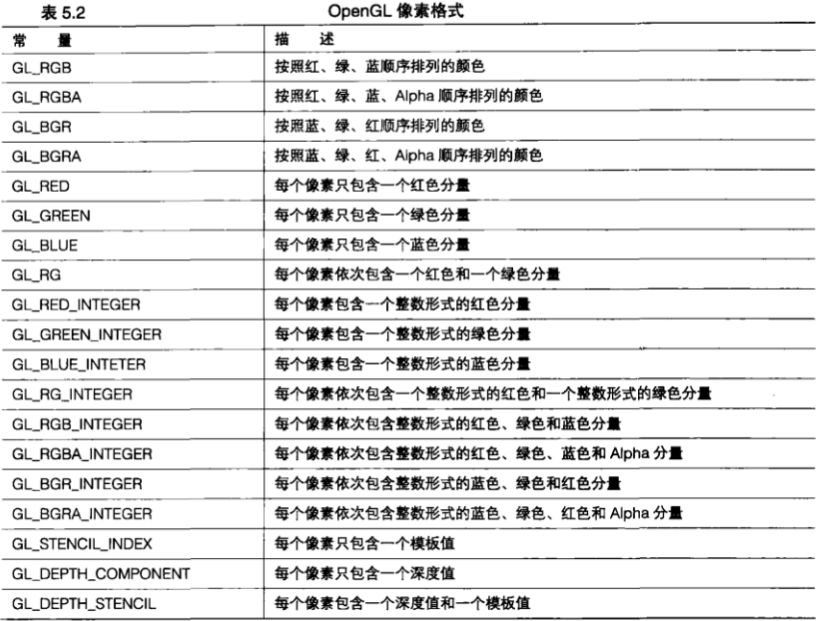 表 5.2 OpenGL 像素格式
常 量 描 述
GL_RGB 按照红、绿、蓝顺序排列的颜色
GL_RGBA 按照红、绿、蓝、Alpha 顺序排列的颜色
GL_BGR 按照蓝、绿、红顺序排列的颜色
GL_BGRA 按照蓝、绿、红、Alpha 顺序排列的颜色
GL_RED 每个像素只包含一个红色分量
GL_GREEN 每个像素只包含一个绿色分量
GL_BLUE 每个像素只包含一个蓝色分量
GL_RG 每个像素依次包含一个红色和一个绿色分量
GL_RED_INTEGER 每个像素包含一个整数形式的红色分量
GL_GREEN_INTEGER 每个像素包含一个整数形式的绿色分量
GL_BLUE_INTETER 每个像素包含一个整数形式的蓝色分量
GL_RG_INTEGER 每个像素依次包含一个整数形式的红色和一个整数形式的绿色分量
GL_RGB_INTEGER 每个像素依次包含整数形式的红色、绿色和蓝色分量
GL_RGBA_INTEGER 每个像素依次包含整数形式的红色、绿色、蓝色和 Alpha 分量
GL_BGR_INTEGER 每个像素依次包含整数形式的蓝色、绿色和红色分量
GL_BGRA_INTEGER 每个像素依次包含整数形式的蓝色、绿色、红色和 Alpha 分量
GL_STENCIL_INDEX 每个像素只包含一个模板值
GL_DEPTH_COMPONENT 每个像素只包含一个深度值
GL_DEPTH_STENCIL 每个像素包含一个深度值和一个模板值